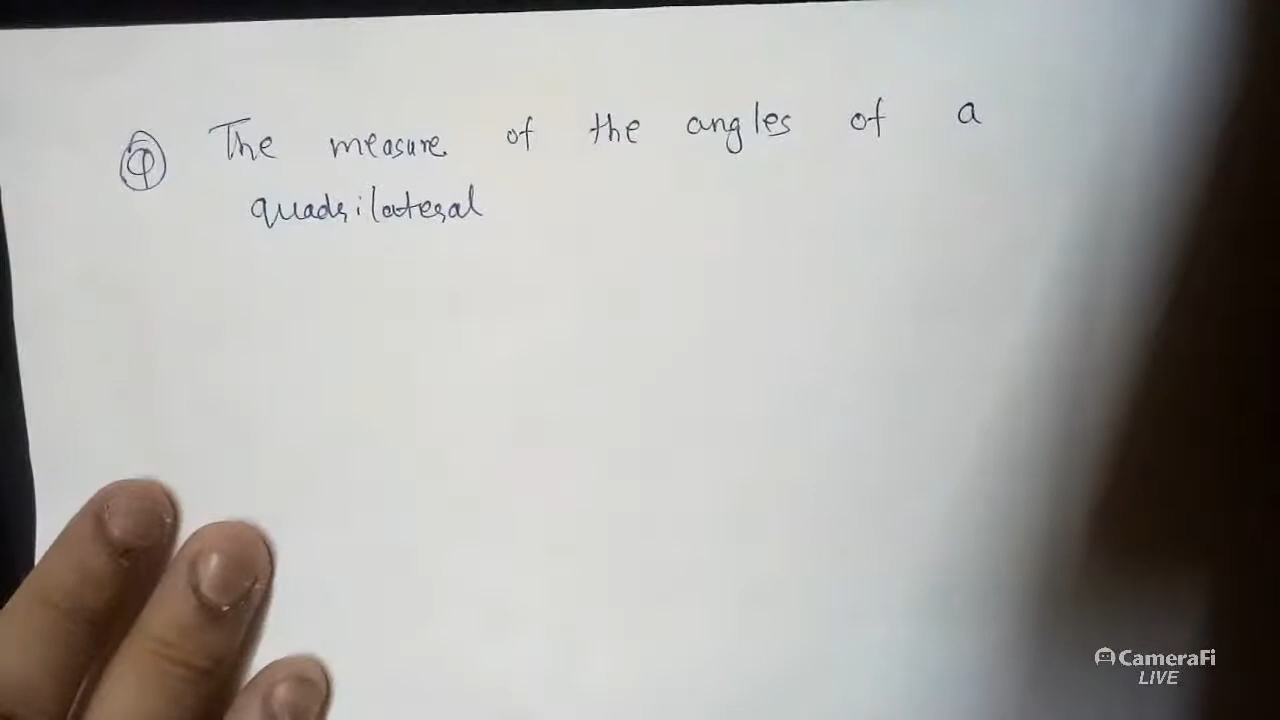 Q The measure of the angles of a
quadrilateral
CameraFi
LIVE